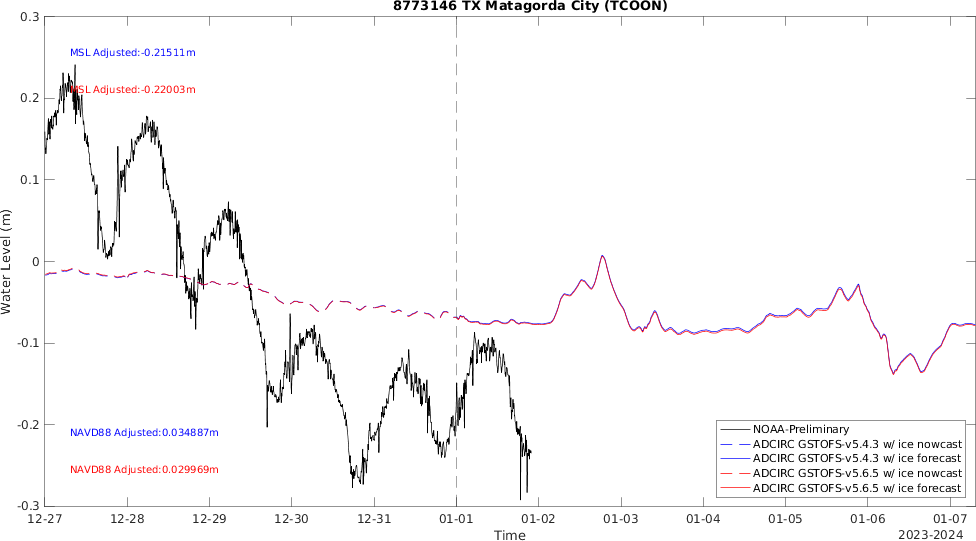 8773146 TX Matagorda City (TCOON)
0.3
0.2
0.1
0
-0.1
-0.2
-0.3
Water Level (m)
MSL Adjusted:-0.21511m
MSL Adjusted:-0.22003m
NAVD88 Adjusted:0.034887m
NAVD88 Adjusted:0.029969m
NOAA-Preliminary
ADCIRC GSTOFS-v5.4.3 w/ ice nowcast
ADCIRC GSTOFS-v5.4.3 w/ ice forecast
ADCIRC GSTOFS-v5.6.5 w/ ice nowcast
ADCIRC GSTOFS-v5.6.5 w/ ice forecast
12-27 12-28 12-29 12-30 12-31 01-01 01-02 01-03 01-04 01-05 01-06 01-07
Time
2023-2024